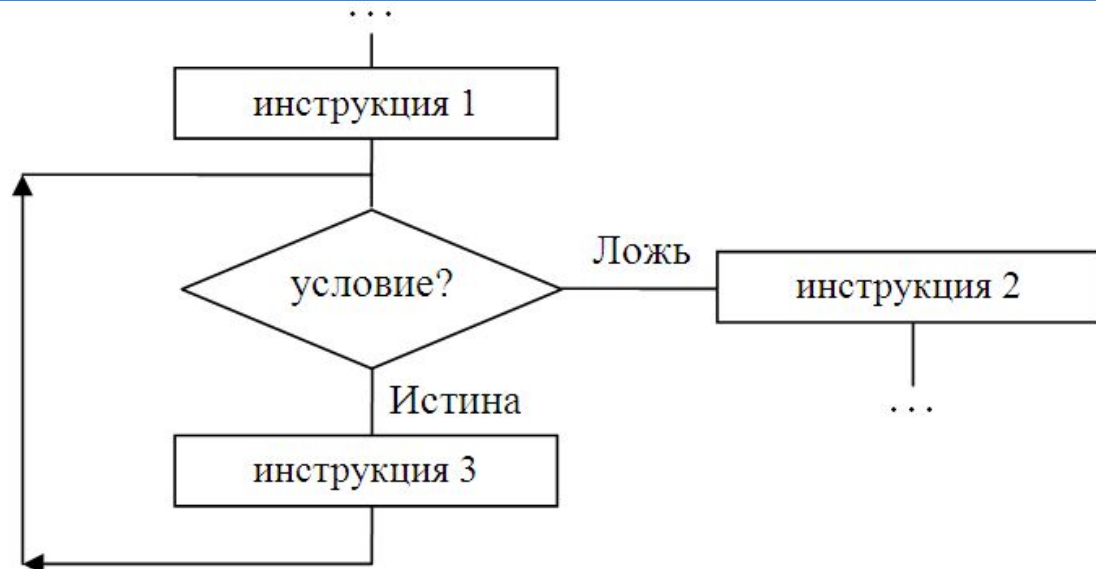 ...
инструкция 1
условие?
Ложь
инструкция 2
...
Истина
инструкция 3